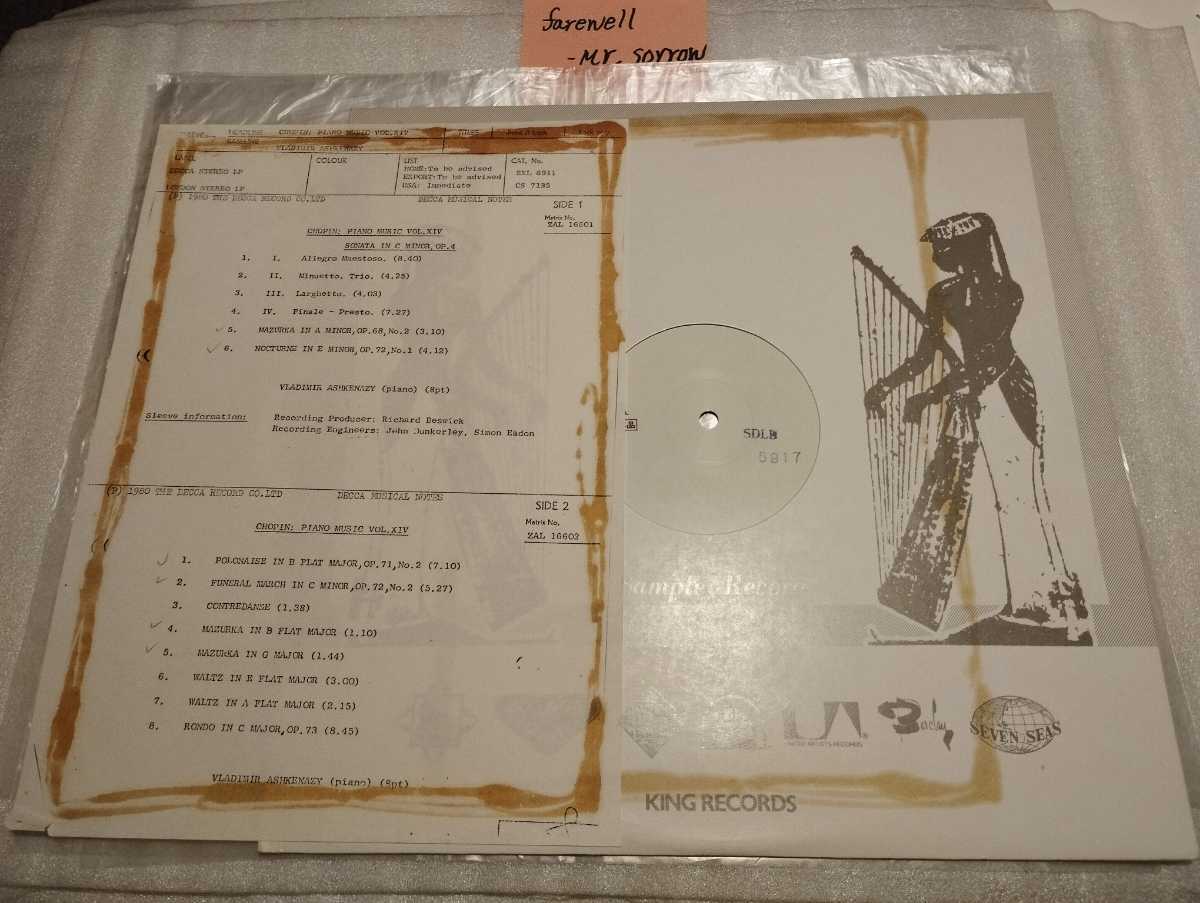 farewell
- Mr. Sorrow
HEADLINE CHOPIN: PIANO MUSIC VOL.XIV
VLADIMIR ASHKENAZY
LABEL COLOUR LIST CAT. No.
DECCA STEREO LP HOME:To be advised SXL 6911
EXPORT:To be advised
LONDON STEREO LP USA: Immediate CS 7135
(P) 1980 THE DECCA RECORD CO.LTD DECCA MUSICAL NOTES
SIDE 1
Matrix No.
ZAL 16601
CHOPIN: PIANO MUSIC VOL.XIV
SONATA IN C MINOR,OP.4
1. I. Allegro Maestoso. (8.40)
2. II. Minuetto. Trio. (4.25)
3. III. Larghetto. (4.03)
4. IV. Finale - Presto. (7.27)
5. MAZURKA IN A MINOR,OP.68,No.2 (3.10)
6. NOCTURNE IN E MINOR,OP.72,No.1 (4.12)
VLADIMIR ASHKENAZY (piano) (8pt)
Sleeve information: Recording Producer: Richard Beswick
Recording Engineers: John Dunkerley, Simon Eadon
(P) 1980 THE DECCA RECORD CO.LTD DECCA MUSICAL NOTES
SIDE 2
Matrix No.
ZAL 16602
CHOPIN: PIANO MUSIC VOL.XIV
1. POLONAISE IN B FLAT MAJOR,OP.71,No.2 (7.10)
2. FUNERAL MARCH IN C MINOR,OP.72,No.2 (5.27)
3. CONTREDANSE (1.38)
4. MAZURKA IN B FLAT MAJOR (1.10)
5. MAZURKA IN G MAJOR (1.44)
6. WALTZ IN E FLAT MAJOR (3.00)
7. WALTZ IN A FLAT MAJOR (2.15)
8. RONDO IN C MAJOR,OP.73 (8.45)
VLADIMIR ASHKENAZY (piano) (8pt)
SDLB
5917
Sample Record
UNITED ARTISTS RECORDS
Barclay
SEVEN SEAS
KING RECORDS